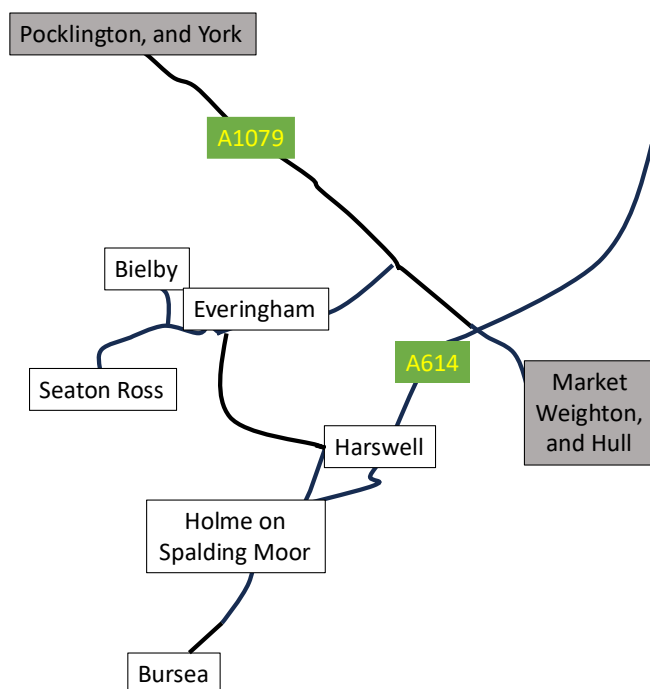 Pocklington, and York
A1079
Bielby
Everingham
A614
Seaton Ross
Market
Weighton,
and Hull
Harswell
Holme on
Spalding Moor
Bursea